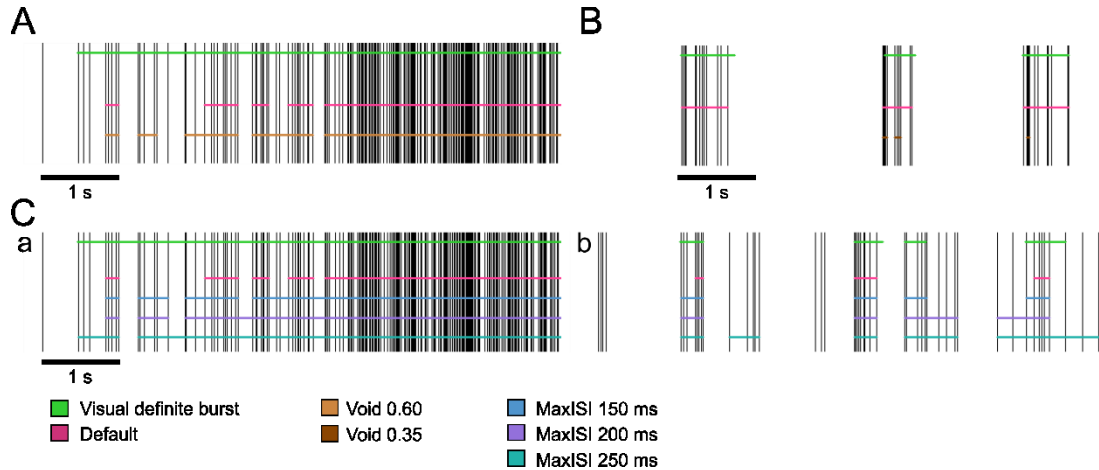 A
B
1 s
1 s
C
a
b
1 s
Visual definite burst
Default
Void 0.60
Void 0.35
MaxISI 150 ms
MaxISI 200 ms
MaxISI 250 ms